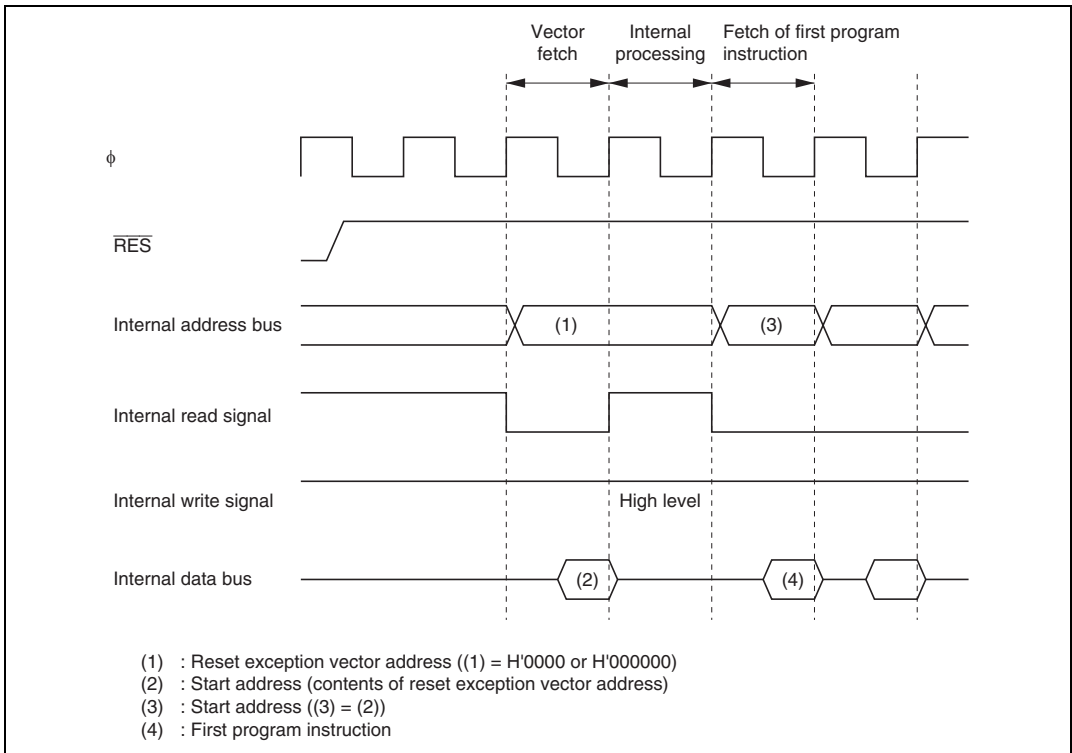 Vector
fetch
Internal
processing
Fetch of first program
instruction
ϕ
R̅E̅S̅
Internal address bus
(1)
(3)
Internal read signal
Internal write signal
High level
Internal data bus
(2)
(4)
(1) : Reset exception vector address ((1) = H'0000 or H'000000)
(2) : Start address (contents of reset exception vector address)
(3) : Start address ((3) = (2))
(4) : First program instruction